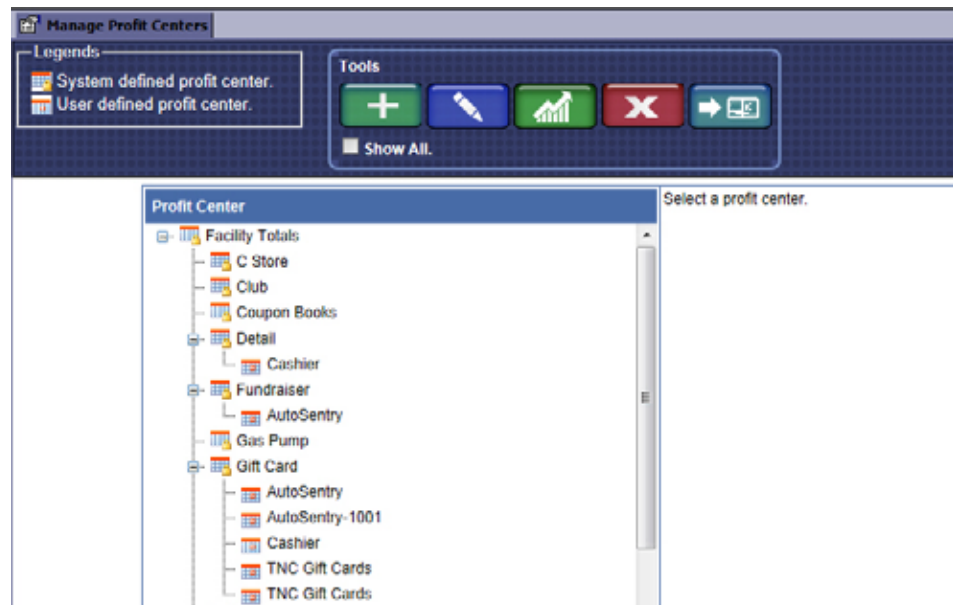 Manage Profit Centers
Legends
System defined profit center.
User defined profit center.
Tools
Show All.
Profit Center
Select a profit center.
Facility Totals
C Store
Club
Coupon Books
Detail
Cashier
Fundraiser
AutoSentry
Gas Pump
Gift Card
AutoSentry
AutoSentry-1001
Cashier
TNC Gift Cards
TNC Gift Cards